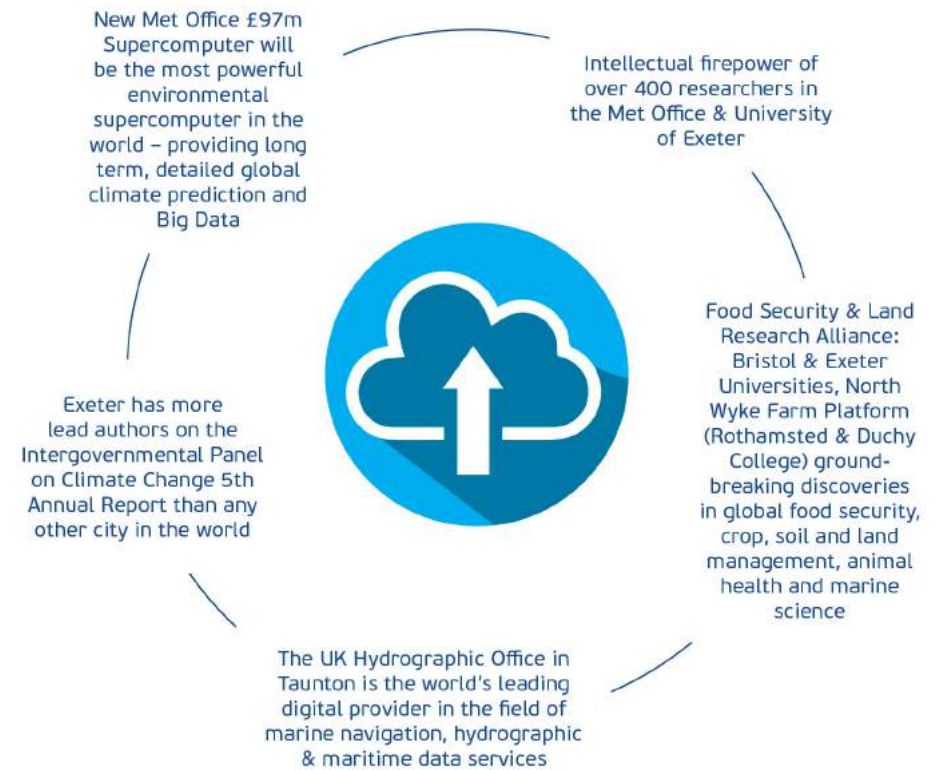 New Met Office £97m
Supercomputer will
be the most powerful
environmental
supercomputer in the
world – providing long
term, detailed global
climate prediction and
Big Data
Intellectual firepower of
over 400 researchers in
the Met Office & University
of Exeter
Food Security & Land
Research Alliance:
Bristol & Exeter
Universities, North
Wyke Farm Platform
(Rothamsted & Duchy
College) ground-
breaking discoveries
in global food security,
crop, soil and land
management, animal
health and marine
science
The UK Hydrographic Office in
Taunton is the world's leading
digital provider in the field of
marine navigation, hydrographic
& maritime data services
Exeter has more
lead authors on the
Intergovernmental Panel
on Climate Change 5th
Annual Report than any
other city in the world